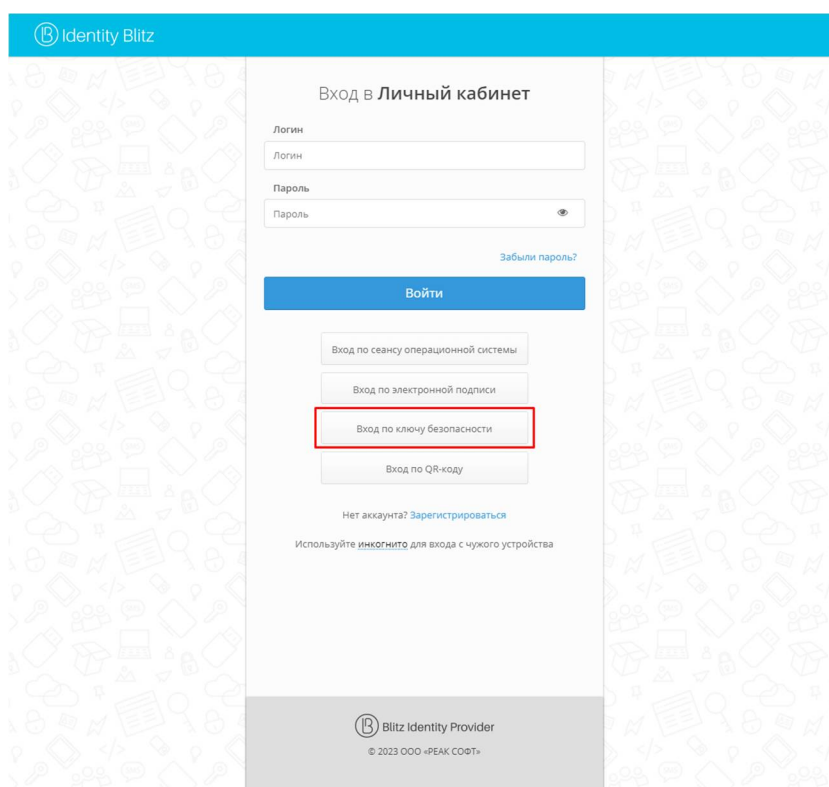 Identity Blitz
Вход в Личный кабинет
Логин
Логин
Пароль
Пароль
Забыли пароль?
Войти
Вход по сеансу операционной системы
Вход по электронной подписи
Вход по ключу безопасности
Вход по QR-коду
Нет аккаунта? Зарегистрироваться
Используйте инкогнито для входа с чужого устройства
Blitz Identity Provider
© 2023 ООО «РЕАК СОФТ»